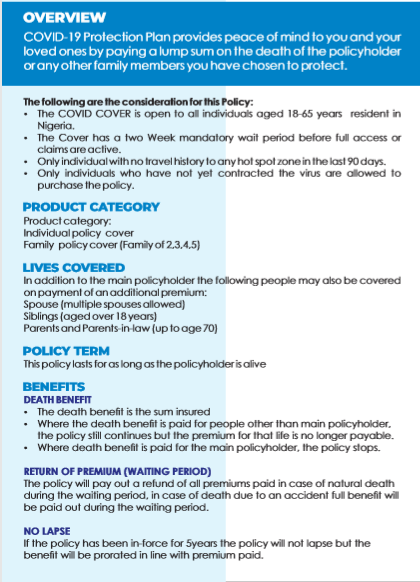 OVERVIEW
COVID-19 Protection Plan provides peace of mind to you and your
loved ones by paying a lump sum on the death of the policyholder
or any other family members you have chosen to protect.
The following are the consideration for this Policy:
• The COVID COVER is open to all individuals aged 18-65 years resident in
Nigeria.
• The Cover has a two Week mandatory wait period before full access or
claims are active.
• Only individual with no travel history to any hot spot zone in the last 90 days.
• Only individuals who have not yet contracted the virus are allowed to
purchase the policy.
PRODUCT CATEGORY
Product category:
Individual policy cover
Family policy cover (Family of 2,3,4,5)
LIVES COVERED
In addition to the main policyholder the following people may also be covered
on payment of an additional premium:
Spouse (multiple spouses allowed)
Siblings (aged over 18 years)
Parents and Parents-in-law (up to age 70)
POLICY TERM
This policy lasts for as long as the policyholder is alive
BENEFITS
DEATH BENEFIT
• The death benefit is the sum insured
• Where the death benefit is paid for people other than main policyholder,
the policy still continues but the premium for that life is no longer payable.
• Where death benefit is paid for the main policyholder, the policy stops.
RETURN OF PREMIUM (WAITING PERIOD)
The policy will pay out a refund of all premiums paid in case of natural death
during the waiting period, in case of death due to an accident full benefit will
be paid out during the waiting period.
NO LAPSE
If the policy has been in-force for 5years the policy will not lapse but the
benefit will be prorated in line with premium paid.